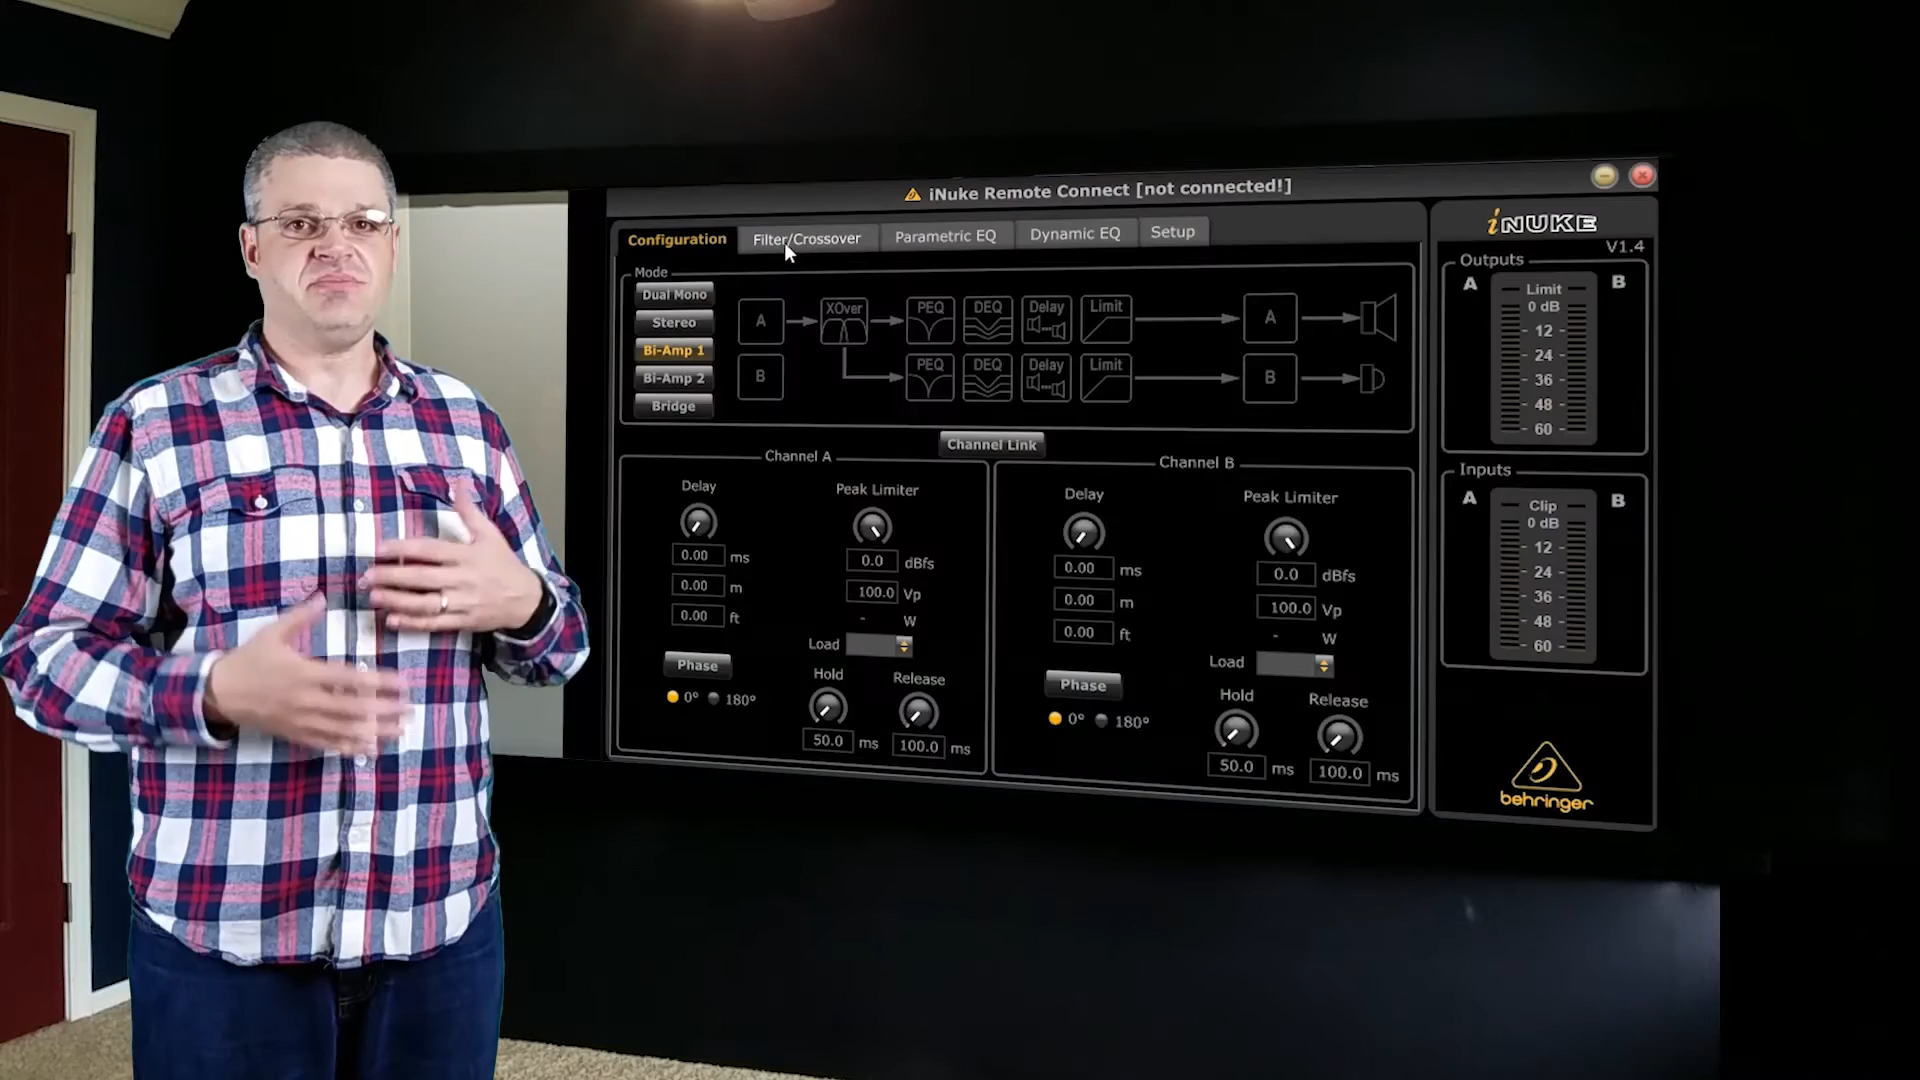 iNuke Remote Connect [not connected!]
Configuration
Filter/Crossover
Parametric EQ
Dynamic EQ
Setup
Mode
Dual Mono
Stereo
Bi-Amp 1
Bi-Amp 2
Bridge
A
XOver
PEQ
DEQ
Delay
Limit
A
B
PEQ
DEQ
Delay
Limit
B
Channel Link
Channel A
Delay
0.00 ms
0.00 m
0.00 ft
Phase
0° 180°
Peak Limiter
0.0 dBfs
100.0 Vp
- W
Load
Hold
50.0 ms
Release
100.0 ms
Channel B
Delay
0.00 ms
0.00 m
0.00 ft
Phase
0° 180°
Peak Limiter
0.0 dBfs
100.0 Vp
- W
Load
Hold
50.0 ms
Release
100.0 ms
iNUKE
V1.4
Outputs
A B
Limit
0 dB
12
24
36
48
60
Inputs
A B
Clip
0 dB
12
24
36
48
60
behringer